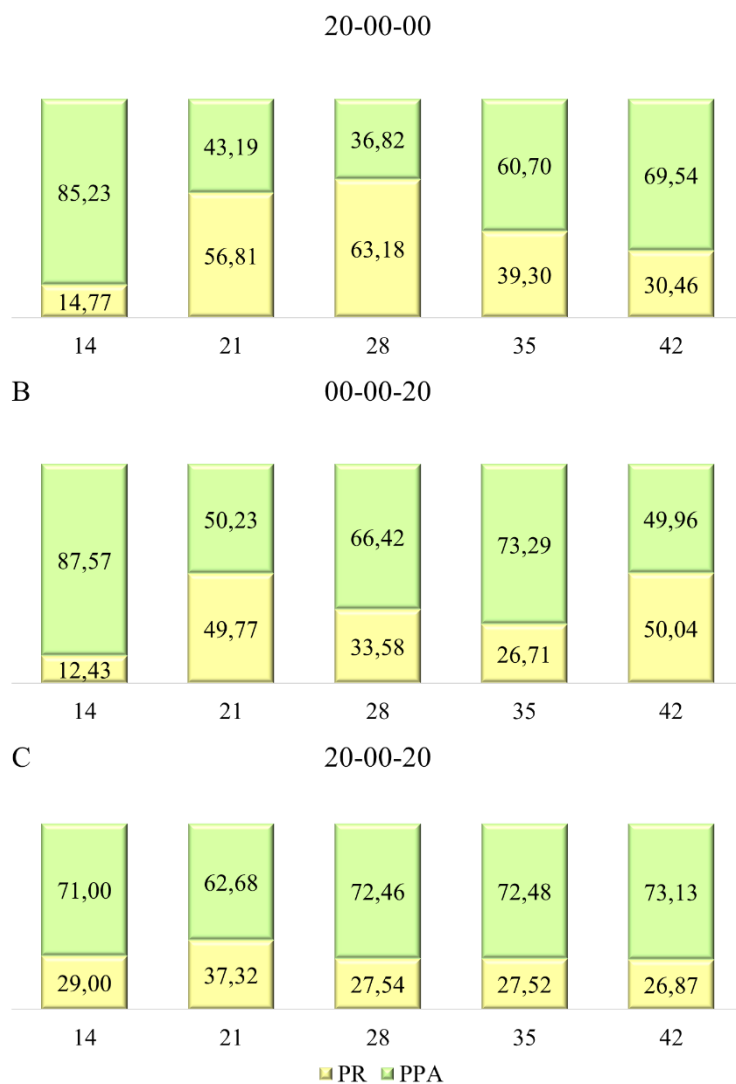 20-00-00
85,23 43,19 36,82 60,70 69,54
14,77 56,81 63,18 39,30 30,46
14 21 28 35 42
B 00-00-20
87,57 50,23 66,42 73,29 49,96
12,43 49,77 33,58 26,71 50,04
14 21 28 35 42
C 20-00-20
71,00 62,68 72,46 72,48 73,13
29,00 37,32 27,54 27,52 26,87
14 21 28 35 42
PR PPA